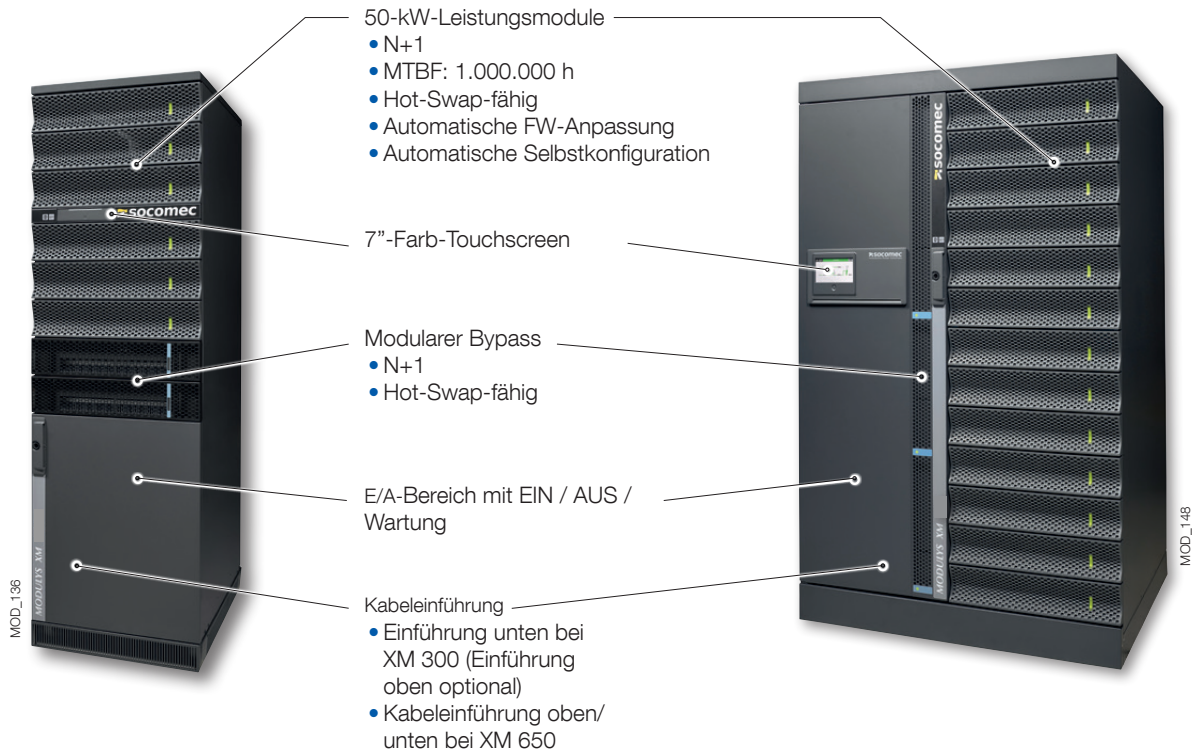 50-kW-Leistungsmodule
• N+1
• MTBF: 1.000.000 h
• Hot-Swap-fähig
• Automatische FW-Anpassung
• Automatische Selbstkonfiguration
7”-Farb-Touchscreen
Modularer Bypass
• N+1
• Hot-Swap-fähig
E/A-Bereich mit EIN / AUS /
Wartung
Kabeleinführung
• Einführung unten bei
XM 300 (Einführung
oben optional)
• Kabeleinführung oben/
unten bei XM 650
socomec
MODULYS XM
MOD_136
socomec
socomec
MODULYS XM
MOD_148